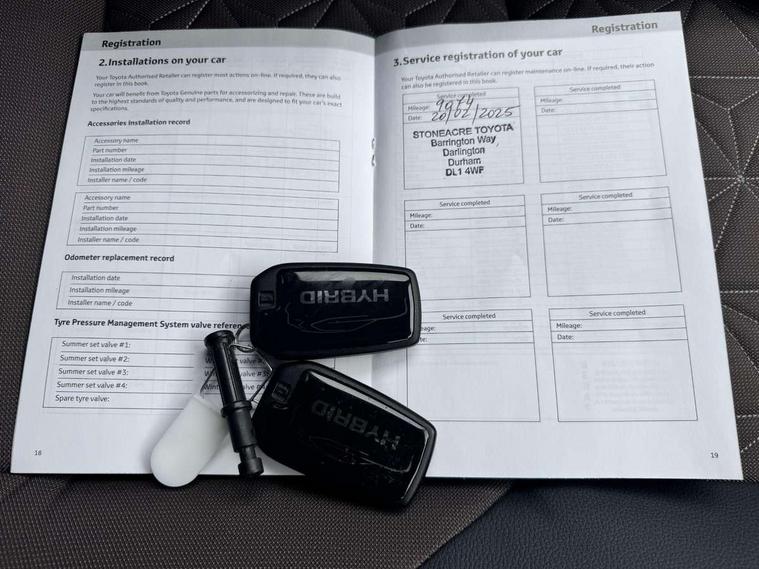 Registration
2.Installations on your car
Your Toyota Authorised Retailer can register most actions on-line. If required, they can also
register in this book.
Your car will benefit from Toyota Genuine parts for accessorizing and repair. These are build
to the highest standards of quality and performance, and are designed to fit your car's exact
specifications.
Accessories installation record
Accessory name
Part number
Installation date
Installation mileage
Installer name / code
Accessory name
Part number
Installation date
Installation mileage
Installer name / code
Odometer replacement record
Installation date
Installation mileage
Installer name / code
Tyre Pressure Management System valve referen
Summer set valve #1:
Summer set valve #2:
Summer set valve #3:
Summer set valve #4:
Spare tyre valve:
18
Registration
3.Service registration of your car
Your Toyota Authorised Retailer can register maintenance on-line. If required, their action
can also be registered in this book.
Service completed
Mileage: 9974
Date: 20/02/2025
STONEACRE TOYOTA
Barrington Way
Darlington
Durham
DL1 4WF
Service completed
Mileage:
Date:
Service completed
Mileage:
Date:
Service completed
Mileage:
Date:
Service completed
Service completed
Mileage:
Date:
19
HYBRID
HYBRID